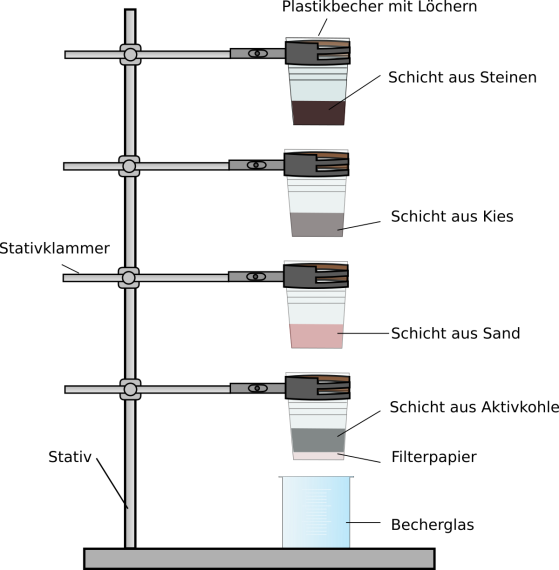 Plastikbecher mit Löchern
Schicht aus Steinen
Schicht aus Kies
Stativklammer
Schicht aus Sand
Schicht aus Aktivkohle
Stativ
Filterpapier
Becherglas